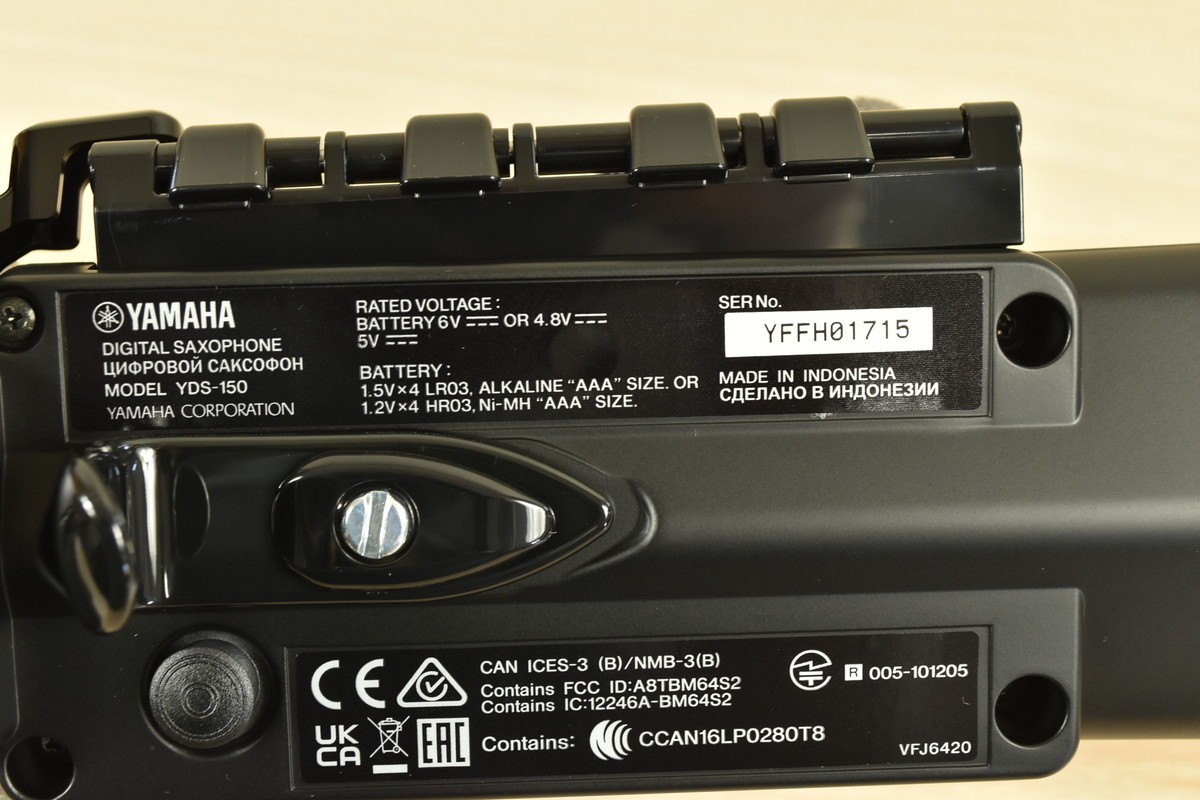 YAMAHA
DIGITAL SAXOPHONE
ЦИФРОВОЙ САКСОФОН
MODEL YDS-150
YAMAHA CORPORATION
RATED VOLTAGE :
BATTERY 6V OR 4.8V
5V
BATTERY :
1.5V×4 LR03, ALKALINE “AAA” SIZE. OR
1.2V×4 HR03, Ni-MH “AAA” SIZE.
SER No.
YFFH01715
MADE IN INDONESIA
СДЕЛАНО В ИНДОНЕЗИИ
CE
UK
CA
EAC
CAN ICES-3 (B)/NMB-3(B)
Contains FCC ID:A8TBM64S2
Contains IC:12246A-BM64S2
Contains: CCAN16LP0280T8
R 005-101205
VFJ6420